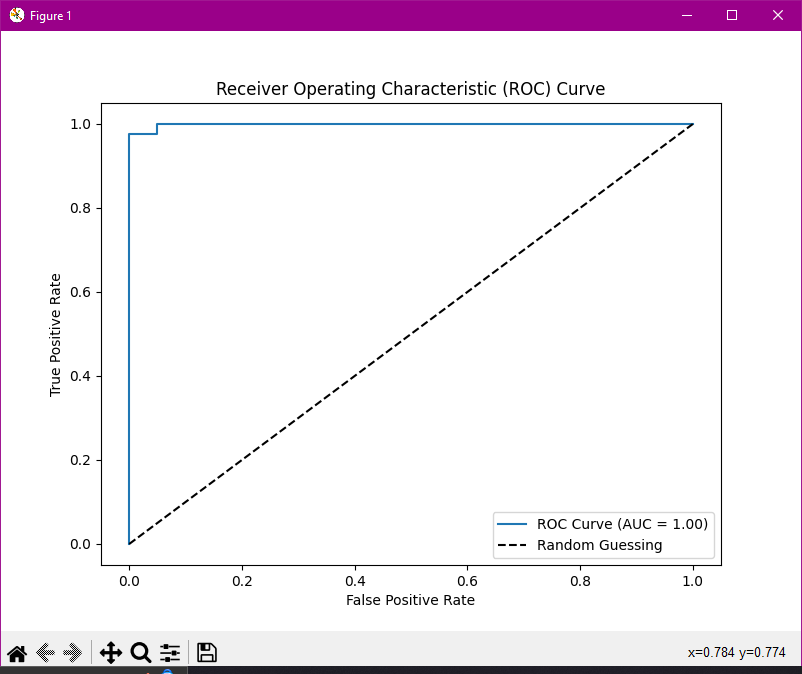 Figure 1
Receiver Operating Characteristic (ROC) Curve
1.0
0.8
0.6
0.4
0.2
0.0
True Positive Rate
ROC Curve (AUC = 1.00)
Random Guessing
0.0 0.2 0.4 0.6 0.8 1.0
False Positive Rate
x=0.784 y=0.774